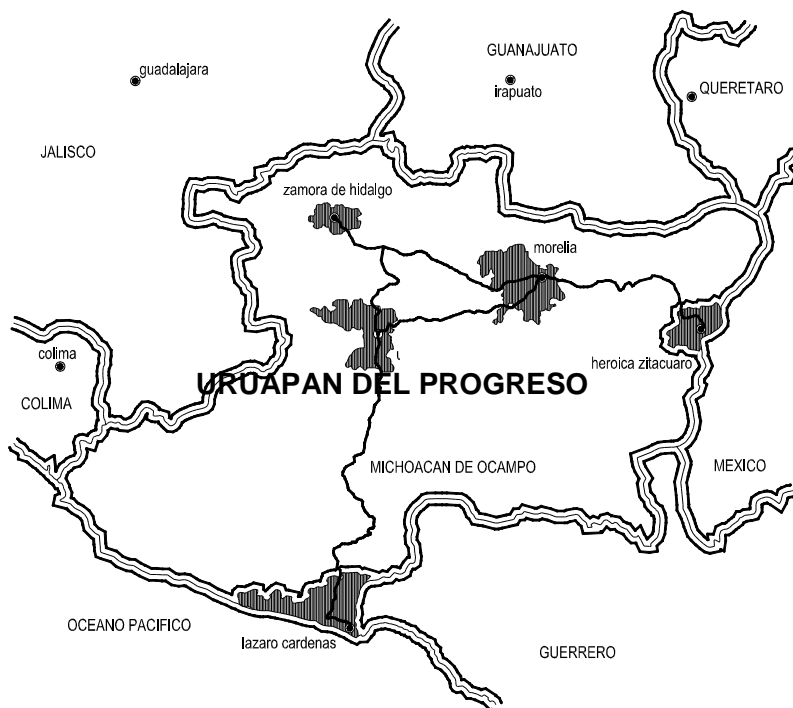 GUANAJUATO
guadalajara
irapuato
QUERETARO
JALISCO
zamora de hidalgo
morelia
colima
heroica zitacuaro
URUAPAN DEL PROGRESO
COLIMA
MICHOACAN DE OCAMPO
MEXICO
OCEANO PACIFICO
lazaro cardenas
GUERRERO